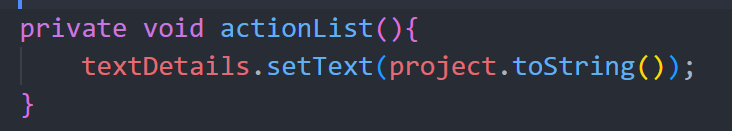 private void actionList(){
    textDetails.setText(project.toString());
}